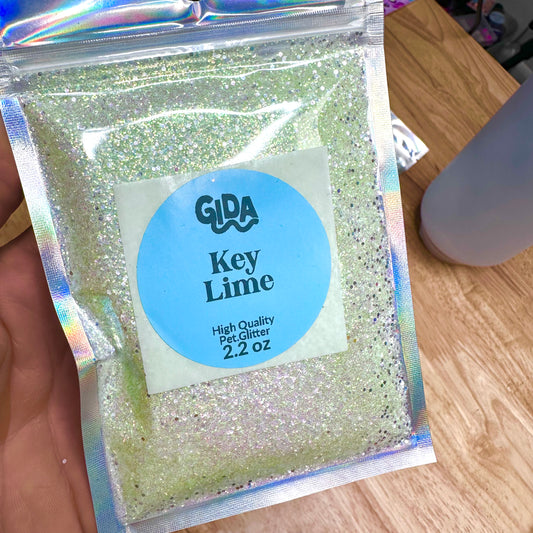 GIDA
Key
Lime
High Quality
Pet.Glitter
2.2 oz